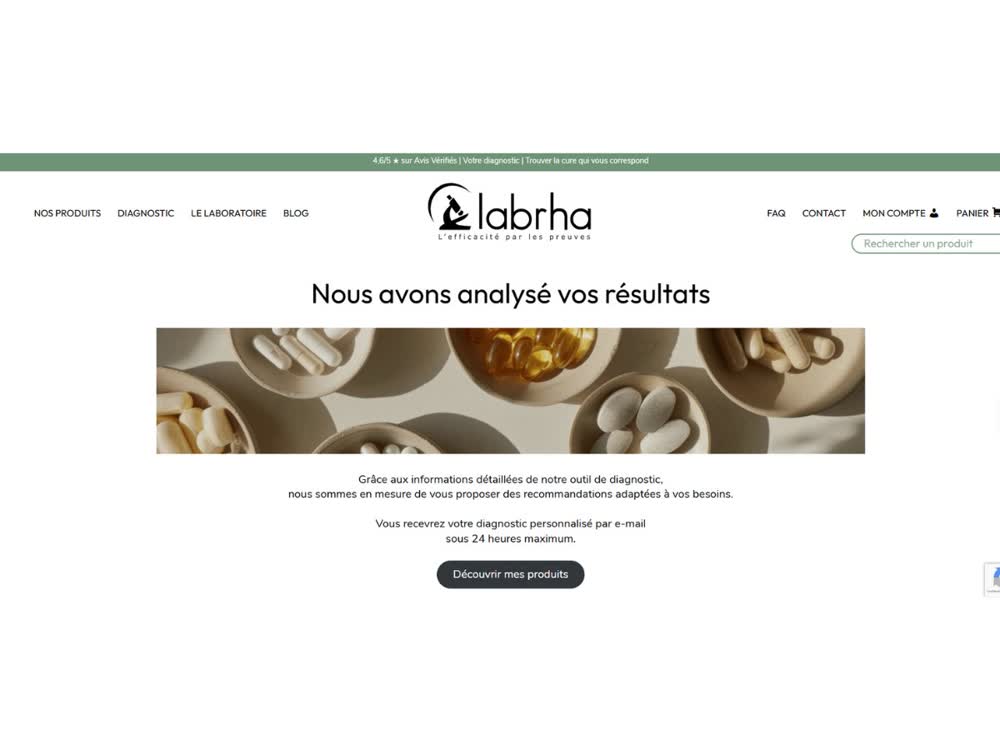 4,6/5 ★ sur Avis Vérifiés | Votre diagnostic | Trouver la cure qui vous correspond
NOS PRODUITS DIAGNOSTIC LE LABORATOIRE BLOG
labrha
L'efficacité par les preuves
FAQ CONTACT MON COMPTE PANIER
Rechercher un produit
Nous avons analysé vos résultats
Grâce aux informations détaillées de notre outil de diagnostic,
nous sommes en mesure de vous proposer des recommandations adaptées à vos besoins.
Vous recevrez votre diagnostic personnalisé par e-mail
sous 24 heures maximum.
Découvrir mes produits